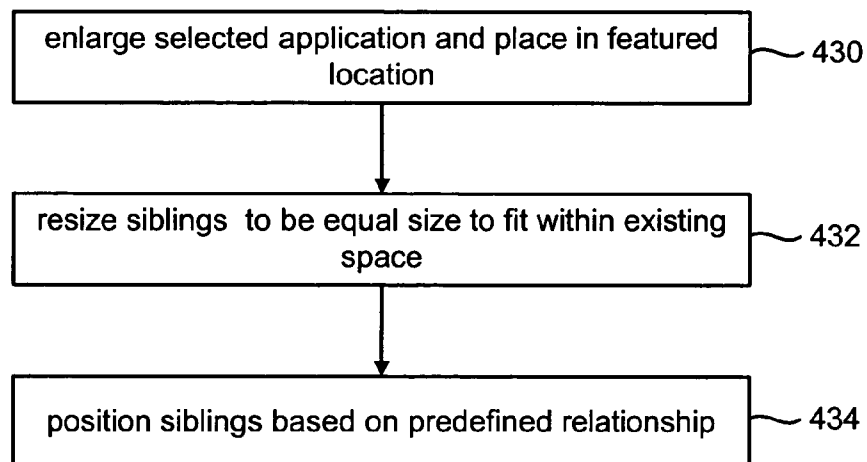 enlarge selected application and place in featured
location
430
resize siblings to be equal size to fit within existing
space
432
position siblings based on predefined relationship
434